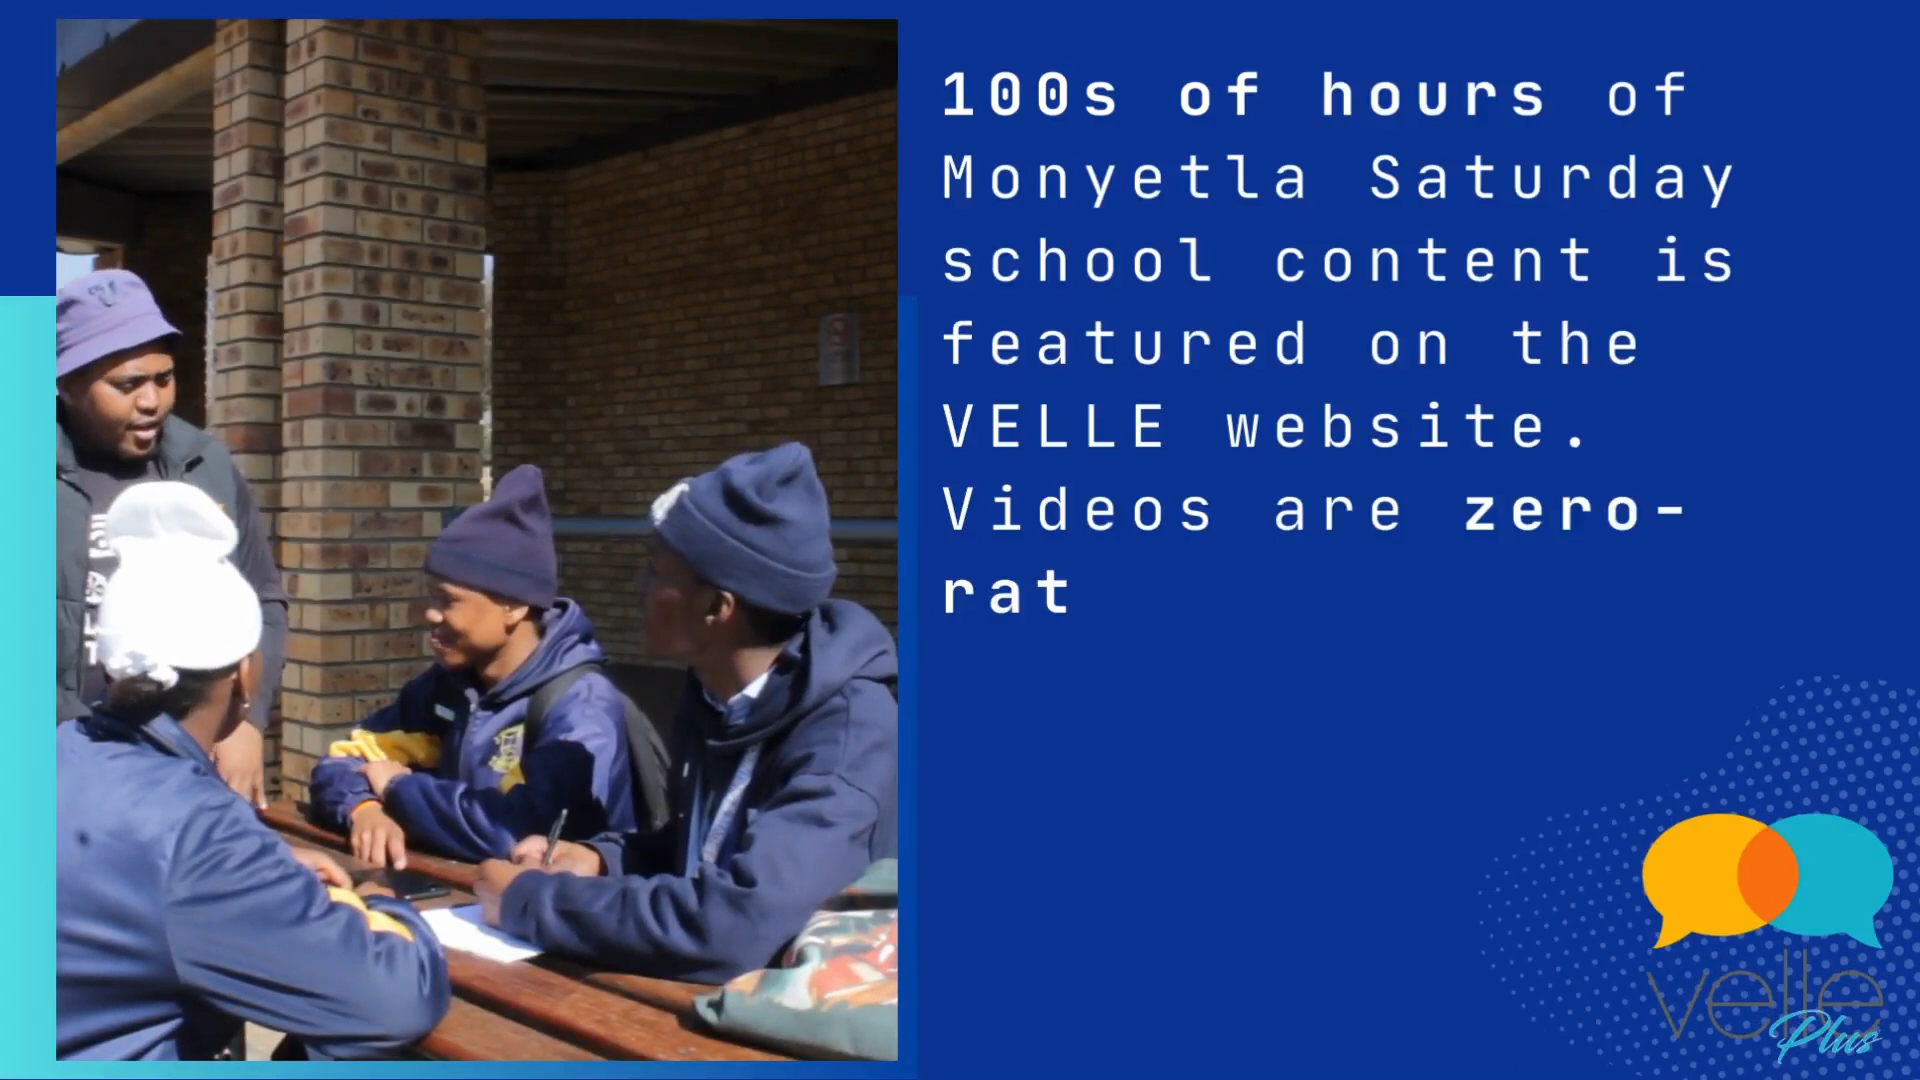 100s of hours of
Monyetla Saturday
school content is
featured on the
VELLE website.
Videos are zero-
rat
velle
Plus